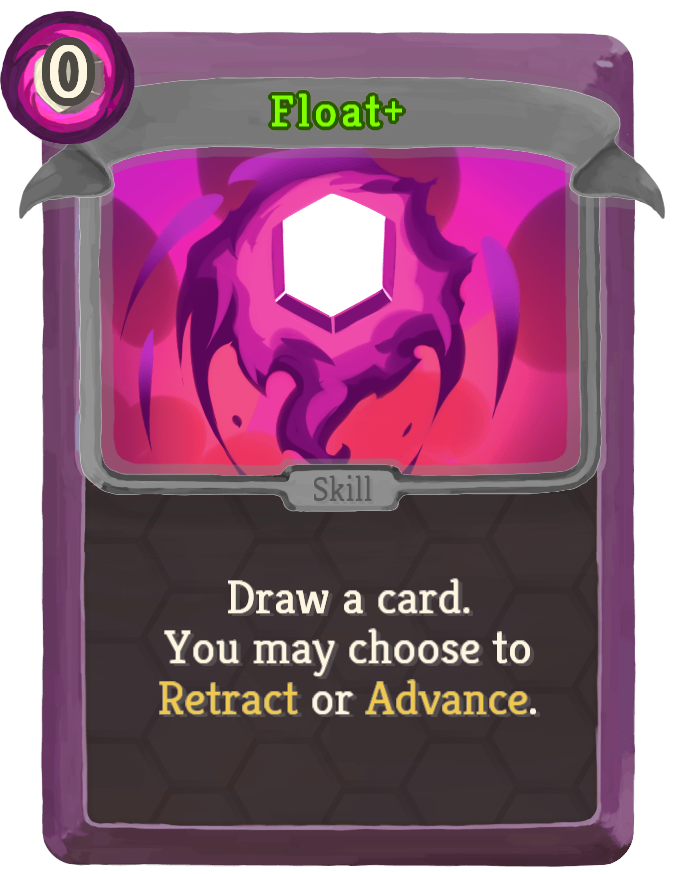 0
Float+
Skill
Draw a card.
You may choose to
Retract or Advance.